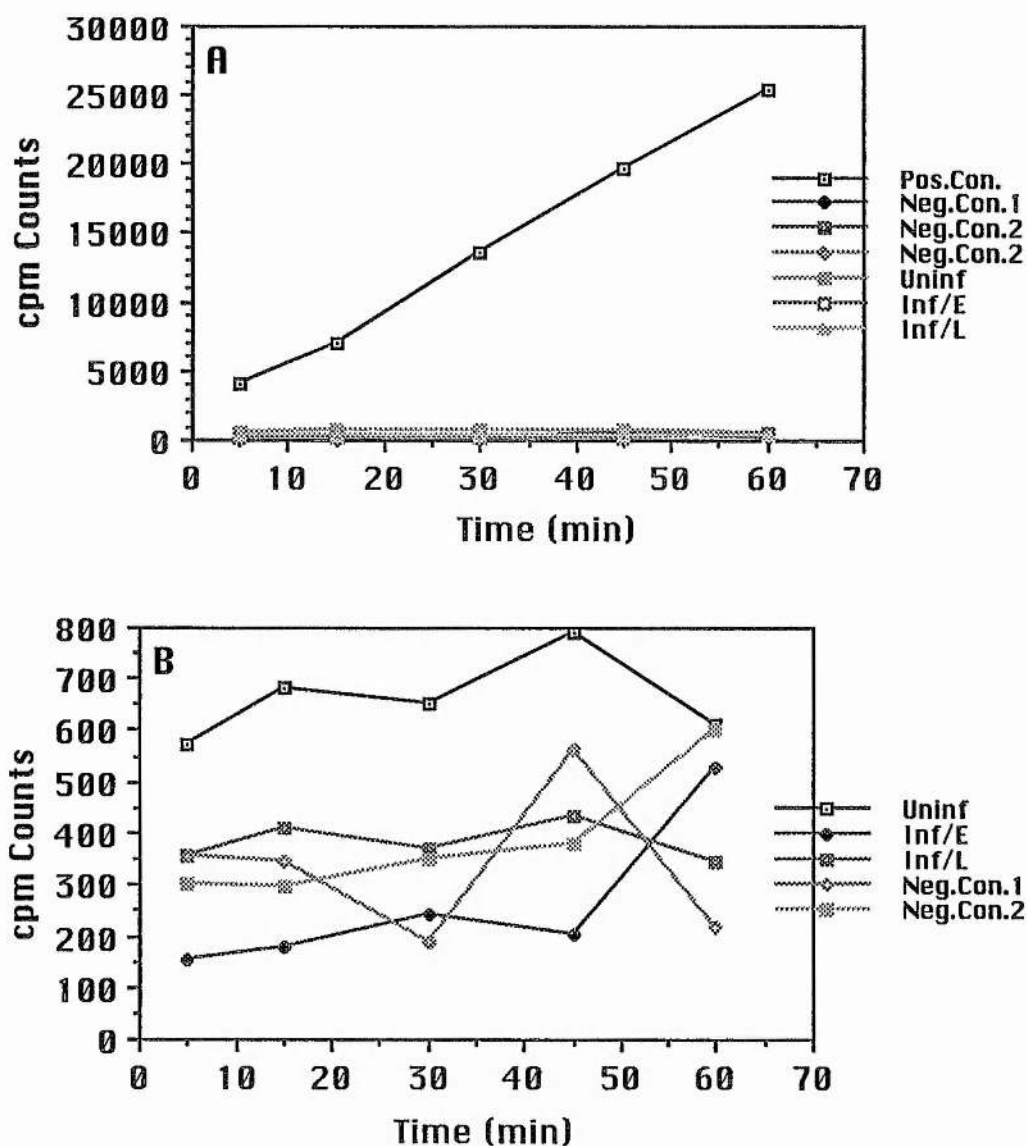 A
30000
25000
20000
15000
10000
5000
0
cpm Counts
0 10 20 30 40 50 60 70
Time (min)
Pos.Con.
Neg.Con.1
Neg.Con.2
Neg.Con.2
Uninf
Inf/E
Inf/L
B
800
700
600
500
400
300
200
100
0
cpm Counts
0 10 20 30 40 50 60 70
Time (min)
Uninf
Inf/E
Inf/L
Neg.Con.1
Neg.Con.2